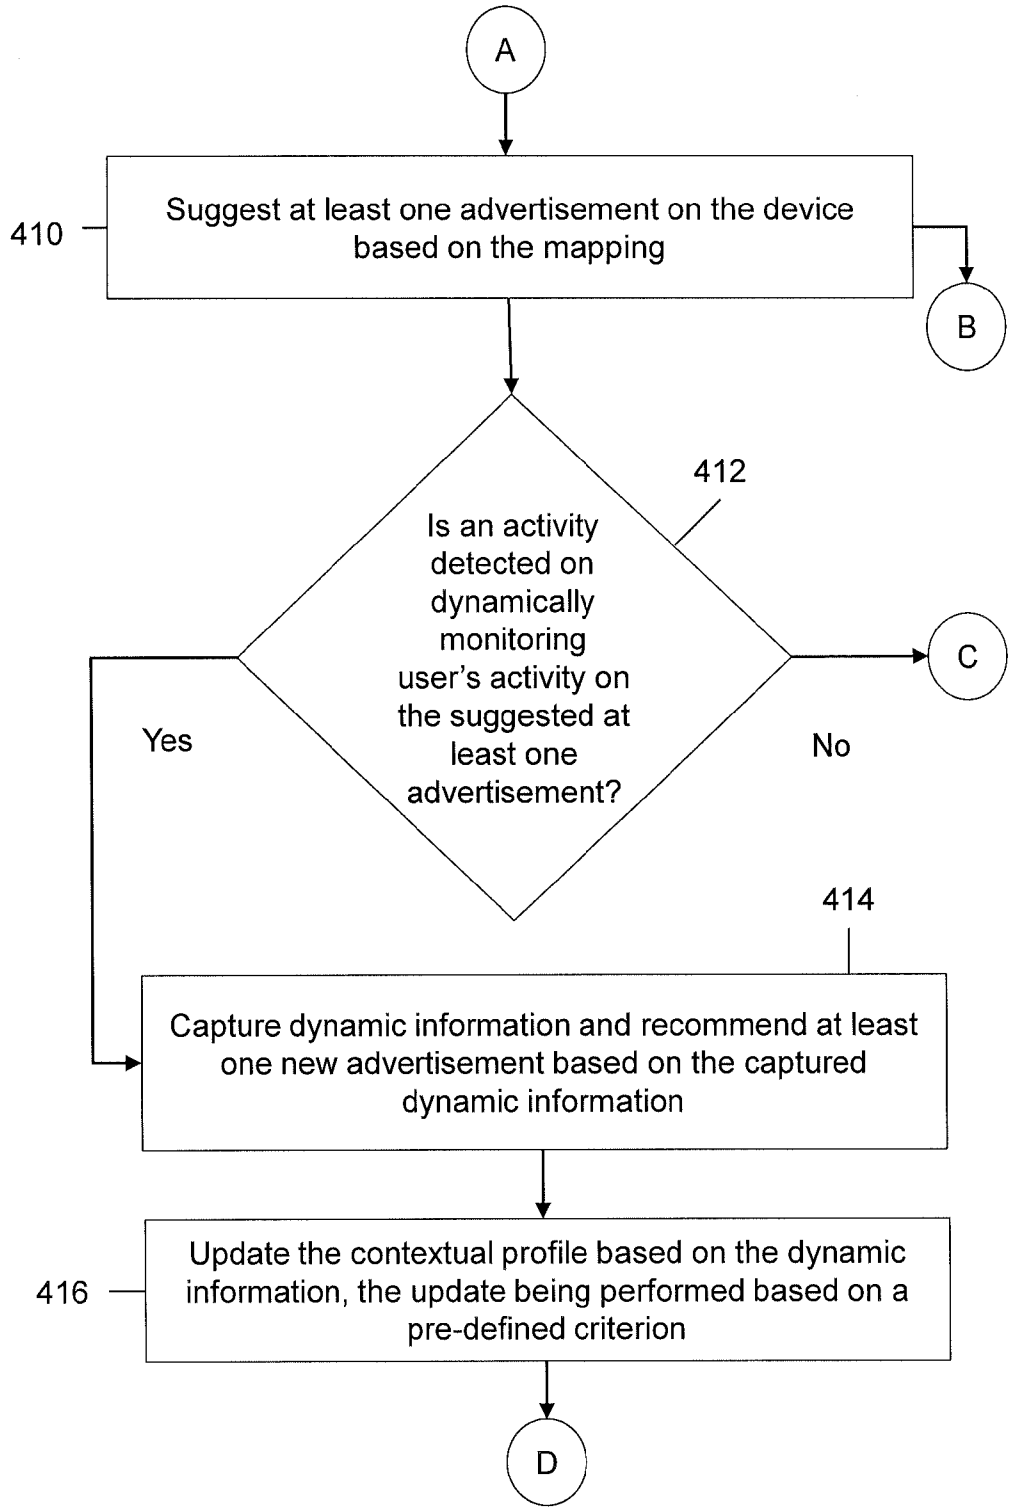 A
Suggest at least one advertisement on the device
based on the mapping
410
B
412
Is an activity
detected on
dynamically
monitoring
user's activity on
the suggested at
least one
advertisement?
C
Yes
No
414
Capture dynamic information and recommend at least
one new advertisement based on the captured
dynamic information
Update the contextual profile based on the dynamic
information, the update being performed based on a
pre-defined criterion
416
D